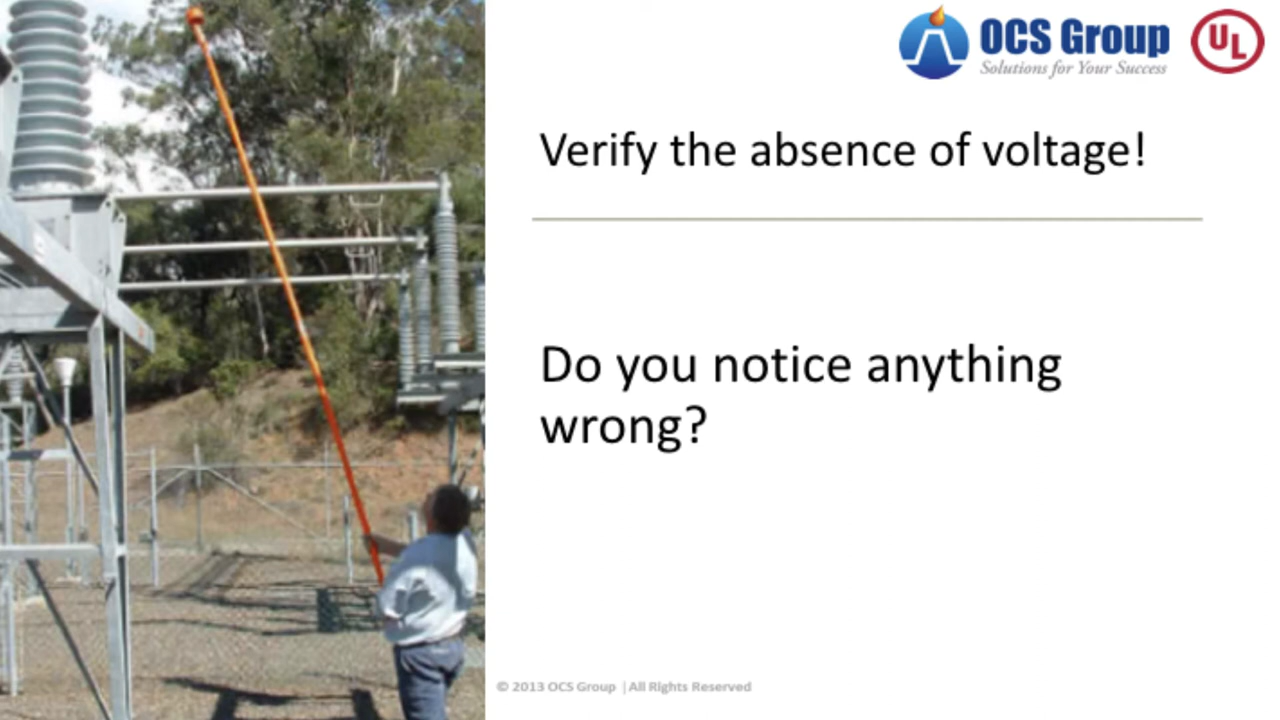 OCS Group
Solutions for Your Success
UL
Verify the absence of voltage!
Do you notice anything
wrong?
© 2013 OCS Group | All Rights Reserved